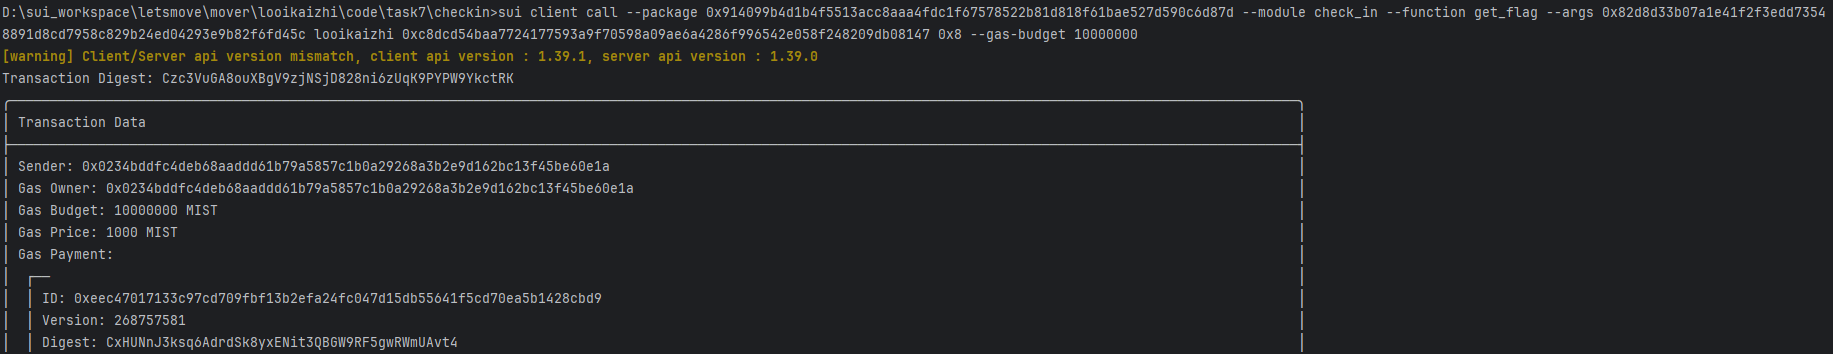 D:\sui_workspace\letsmove\mover\looikaizhi\code\task7\checkin>sui client call --package 0x914099b4d1b4f5513acc8aaa4fdc1f67578522b81d818f61bae527d590c6d87d --module check_in --function get_flag --args 0x82d8d33b07a1e41f2f3edd7354
8891d8cd7958c829b24ed04293e9b82f6fd45c looikaizhi 0xc8dcd54baa7724177593a9f70598a09ae6a4286f996542e058f248209db08147 0x8 --gas-budget 10000000
[warning] Client/Server api version mismatch, client api version : 1.39.1, server api version : 1.39.0
Transaction Digest: Czc3VuGA8ouXBgV9zjNSjD828ni6zUqK9PYPW9YkctRK
Transaction Data
Sender: 0x0234bddfc4deb68aaddd61b79a5857c1b0a29268a3b2e9d162bc13f45be60e1a
Gas Owner: 0x0234bddfc4deb68aaddd61b79a5857c1b0a29268a3b2e9d162bc13f45be60e1a
Gas Budget: 10000000 MIST
Gas Price: 1000 MIST
Gas Payment:
ID: 0xeec47017133c97cd709fbf13b2efa24fc047d15db55641f5cd70ea5b1428cbd9
Version: 268757581
Digest: CxHUNnJ3ksq6AdrdSk8yxENit3QBGW9RF5gwRWmUAvt4